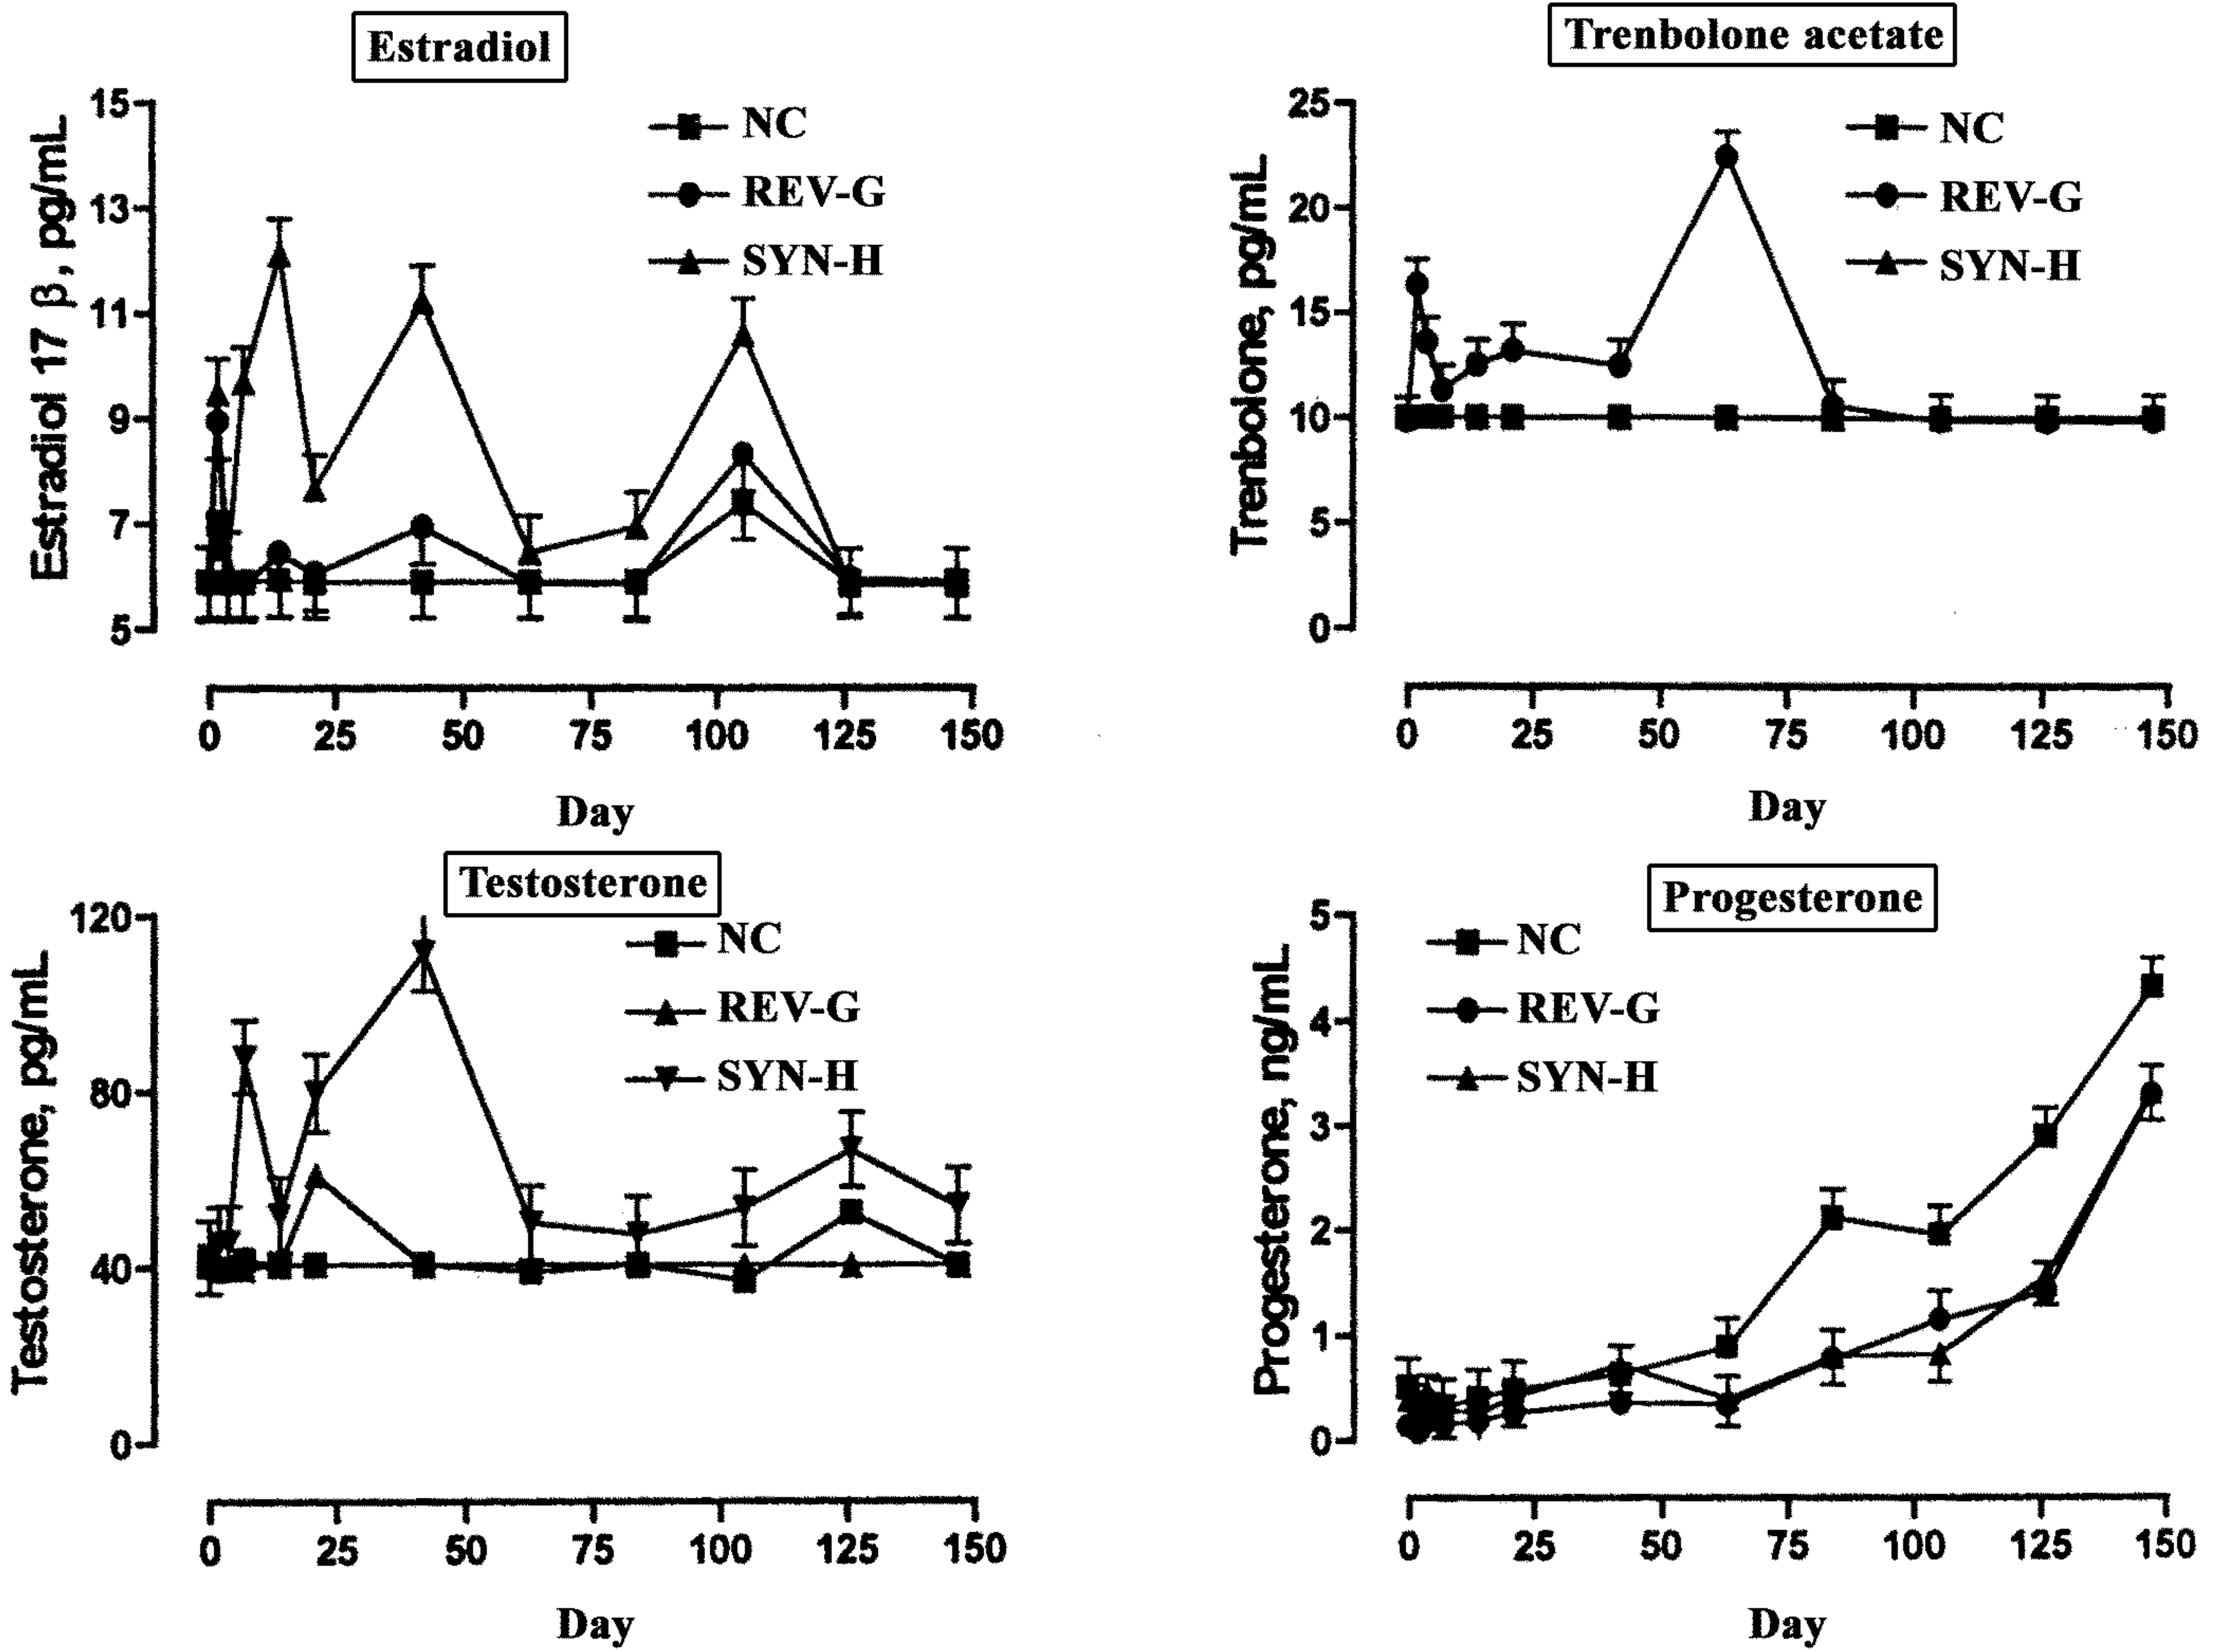 Estradiol
Estradiol 17 β, pg/mL
15
13
11
9
7
5
NC
REV-G
SYN-H
0 25 50 75 100 125 150
Day
Trenbolone acetate
Trenbolone, pg/mL
25
20
15
10
5
0
NC
REV-G
SYN-H
0 25 50 75 100 125 150
Day
Testosterone
Testosterone, pg/mL
120
80
40
0
NC
REV-G
SYN-H
0 25 50 75 100 125 150
Day
Progesterone
Progesterone, ng/mL
5
4
3
2
1
0
NC
REV-G
SYN-H
0 25 50 75 100 125 150
Day